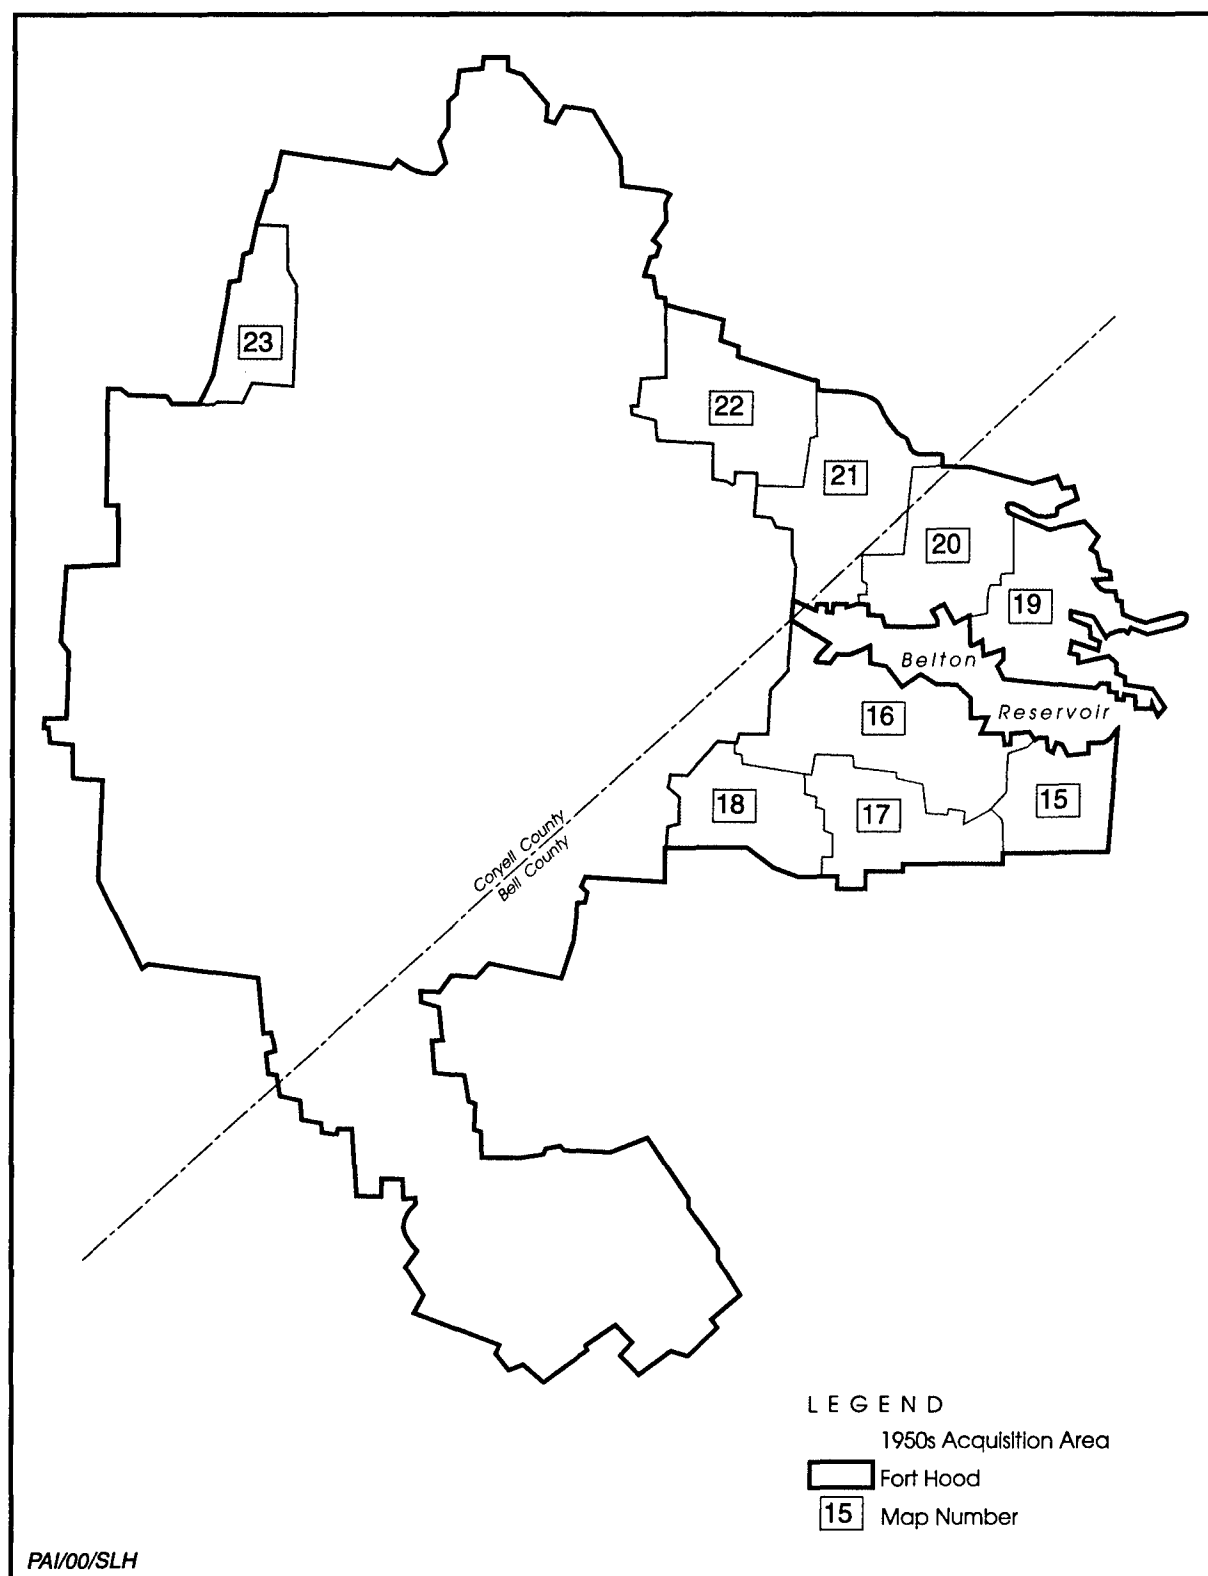 23
22
21
20
19
Belton
Reservoir
16
18
17
15
Coryell County
Bell County
LEGEND
1950s Acquisition Area
Fort Hood
15 Map Number
PAI/00/SLH